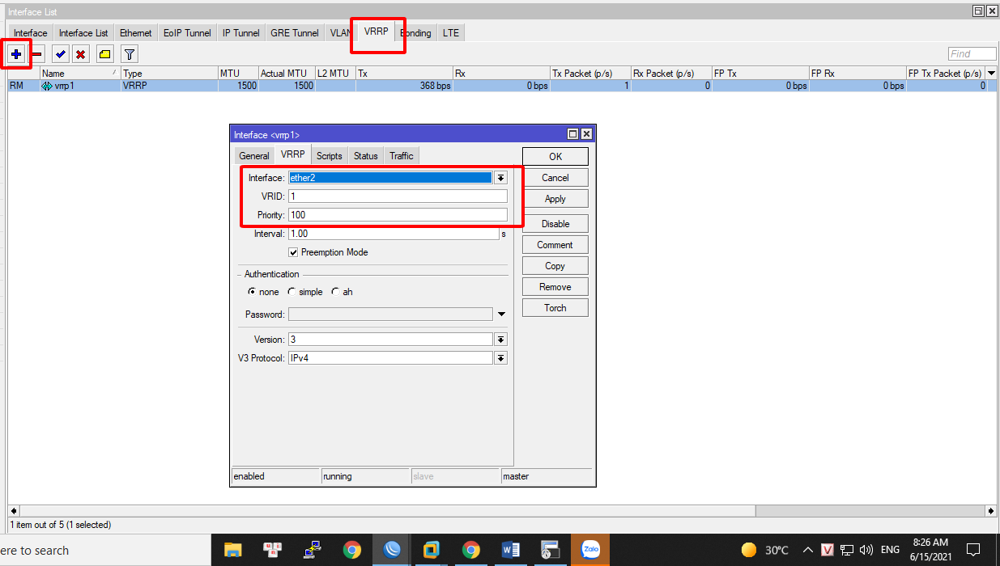 Interface List
Interface Interface List Ethernet EoIP Tunnel IP Tunnel GRE Tunnel VLAN VRRP Bonding LTE
Find
Name / Type MTU Actual MTU L2 MTU Tx Rx Tx Packet (p/s) Rx Packet (p/s) FP Tx FP Rx FP Tx Packet (p/s)
RM vrrp1 VRRP 1500 1500 368 bps 0 bps 1 0 0 bps 0 bps 0
Interface <vrrp1>
General VRRP Scripts Status Traffic
OK
Interface: ether2
Cancel
VRID: 1
Apply
Priority: 100
Disable
Interval: 1.00 s
Comment
Preemption Mode
Copy
Authentication
Remove
none simple ah
Torch
Password:
Version: 3
V3 Protocol: IPv4
enabled running slave master
1 item out of 5 (1 selected)
ere to search
Zalo
30°C
V
ENG
8:26 AM
6/15/2021